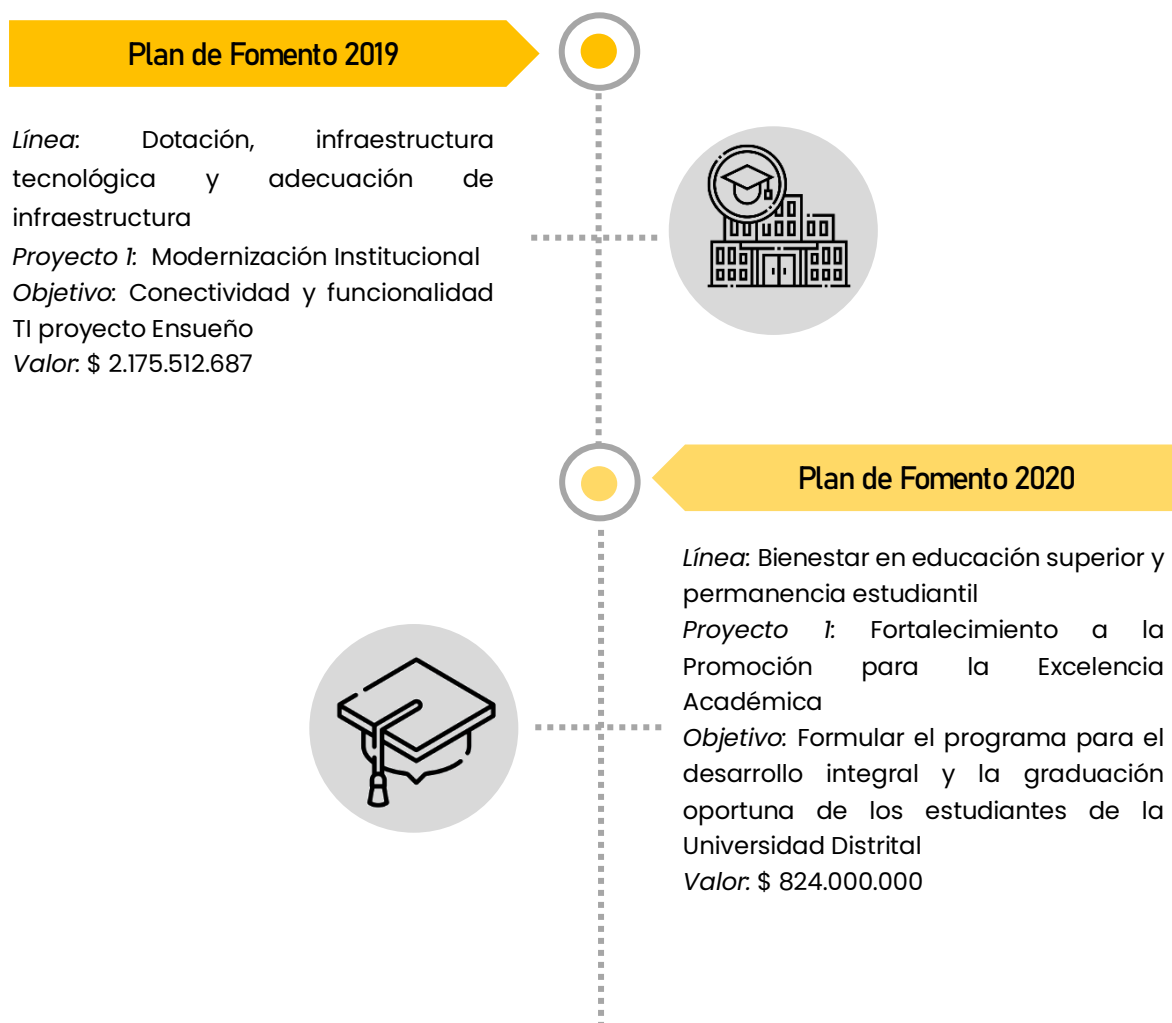 Plan de Fomento 2019
Línea: Dotación, infraestructura
tecnológica y adecuación de
infraestructura
Proyecto 1: Modernización Institucional
Objetivo: Conectividad y funcionalidad
TI proyecto Ensueño
Valor: $ 2.175.512.687
Plan de Fomento 2020
Línea: Bienestar en educación superior y
permanencia estudiantil
Proyecto 1: Fortalecimiento a la
Promoción para la Excelencia
Académica
Objetivo: Formular el programa para el
desarrollo integral y la graduación
oportuna de los estudiantes de la
Universidad Distrital
Valor: $ 824.000.000